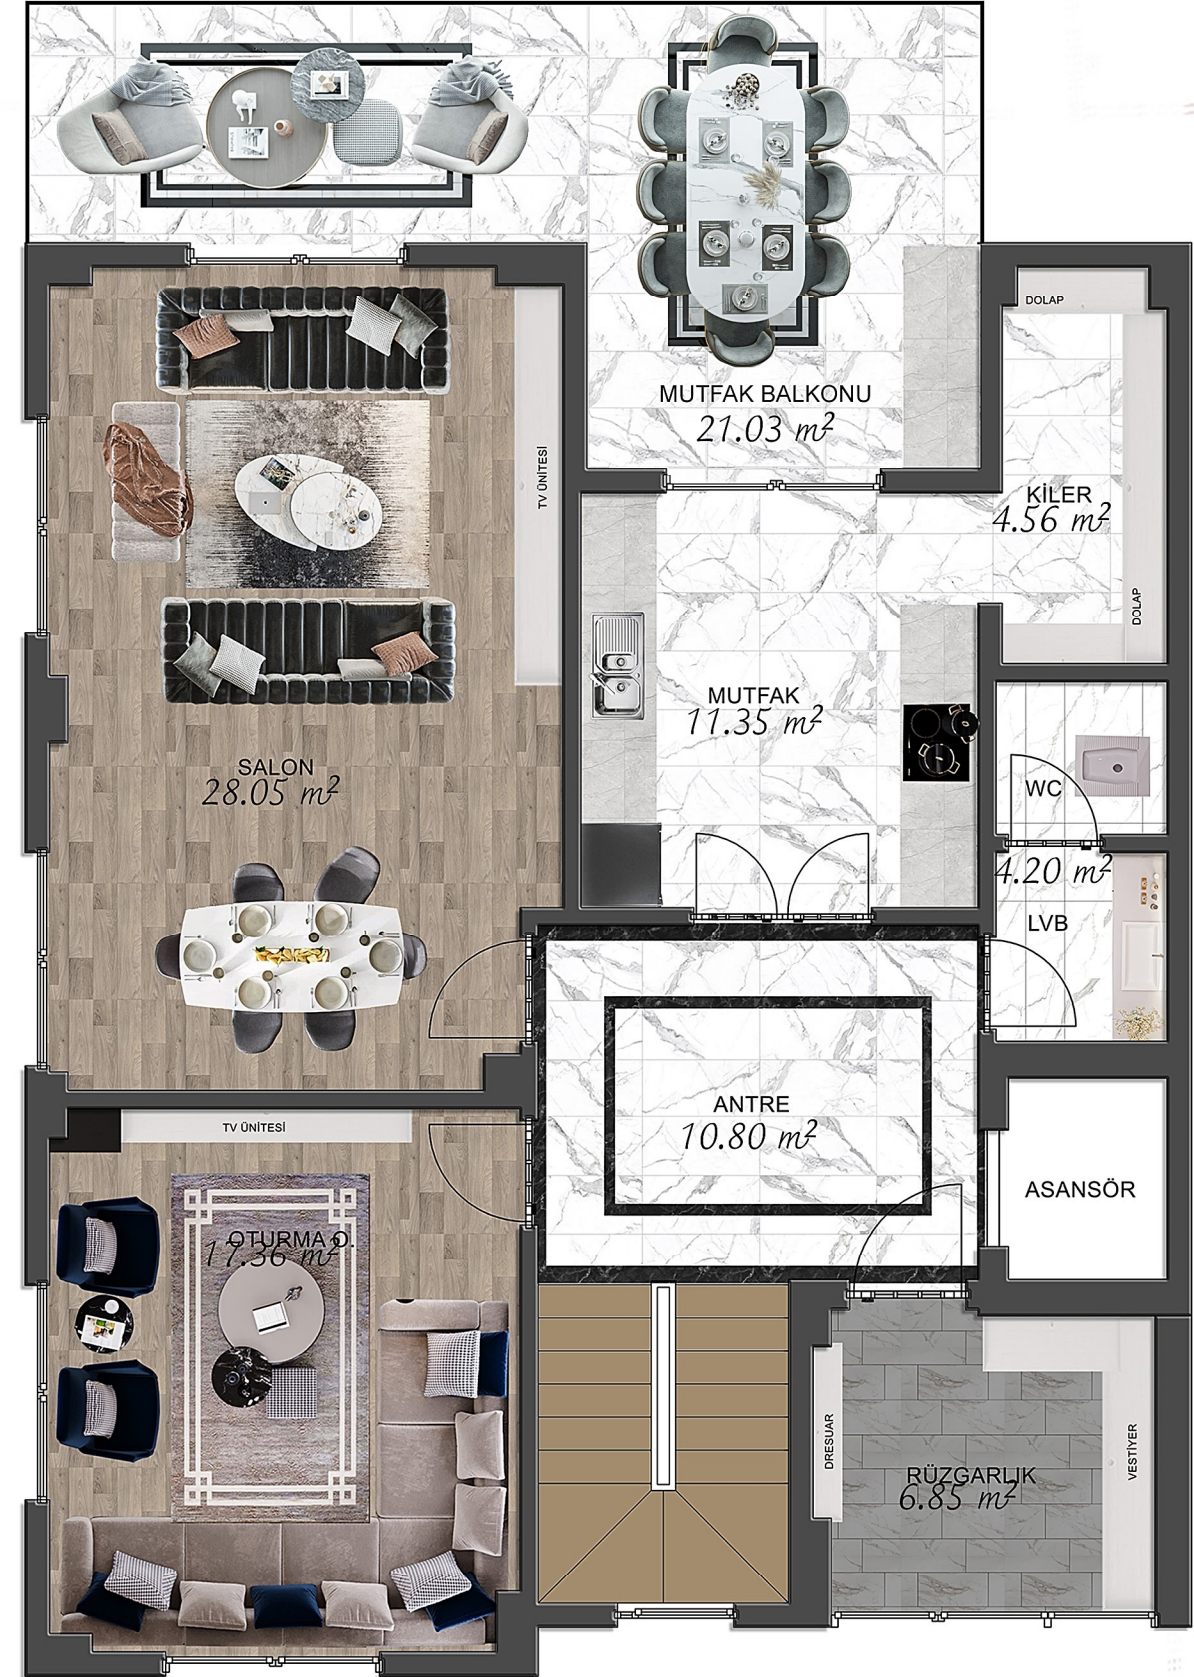 DOLAP
MUTFAK BALKONU
21.03 m²
TV ÜNİTESİ
KİLER
4.56 m²
DOLAP
MUTFAK
11.35 m²
SALON
28.05 m²
WC
4.20 m²
LVB
ANTRE
10.80 m²
TV ÜNİTESİ
ASANSÖR
OTURMA O.
17.36 m²
DRESUAR
VESTİYER
RÜZGARLIK
6.85 m²